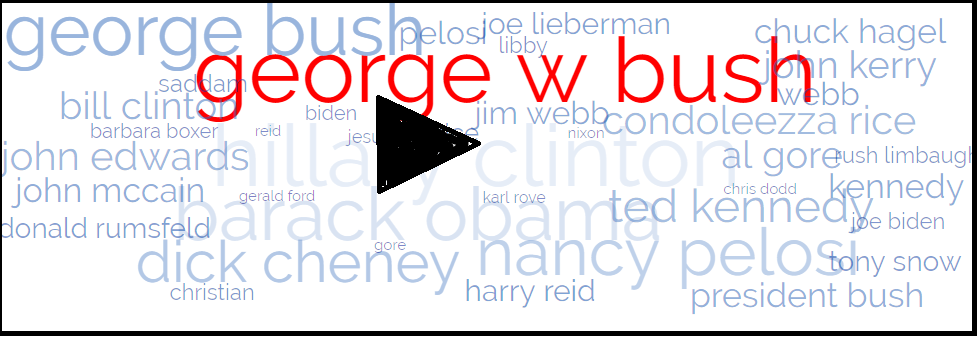 george bush
pelosi
joe lieberman
chuck hagel
libby
george w bush
john kerry
saddam
webb
bill clinton
biden
jim webb
condoleezza rice
barbara boxer
reid
nixon
john edwards
hillary clinton
al gore
rush limbaugh
john mccain
gerald ford
karl rove
chris dodd
kennedy
donald rumsfeld
barack obama
ted kennedy
joe biden
gore
dick cheney
nancy pelosi
tony snow
christian
harry reid
president bush